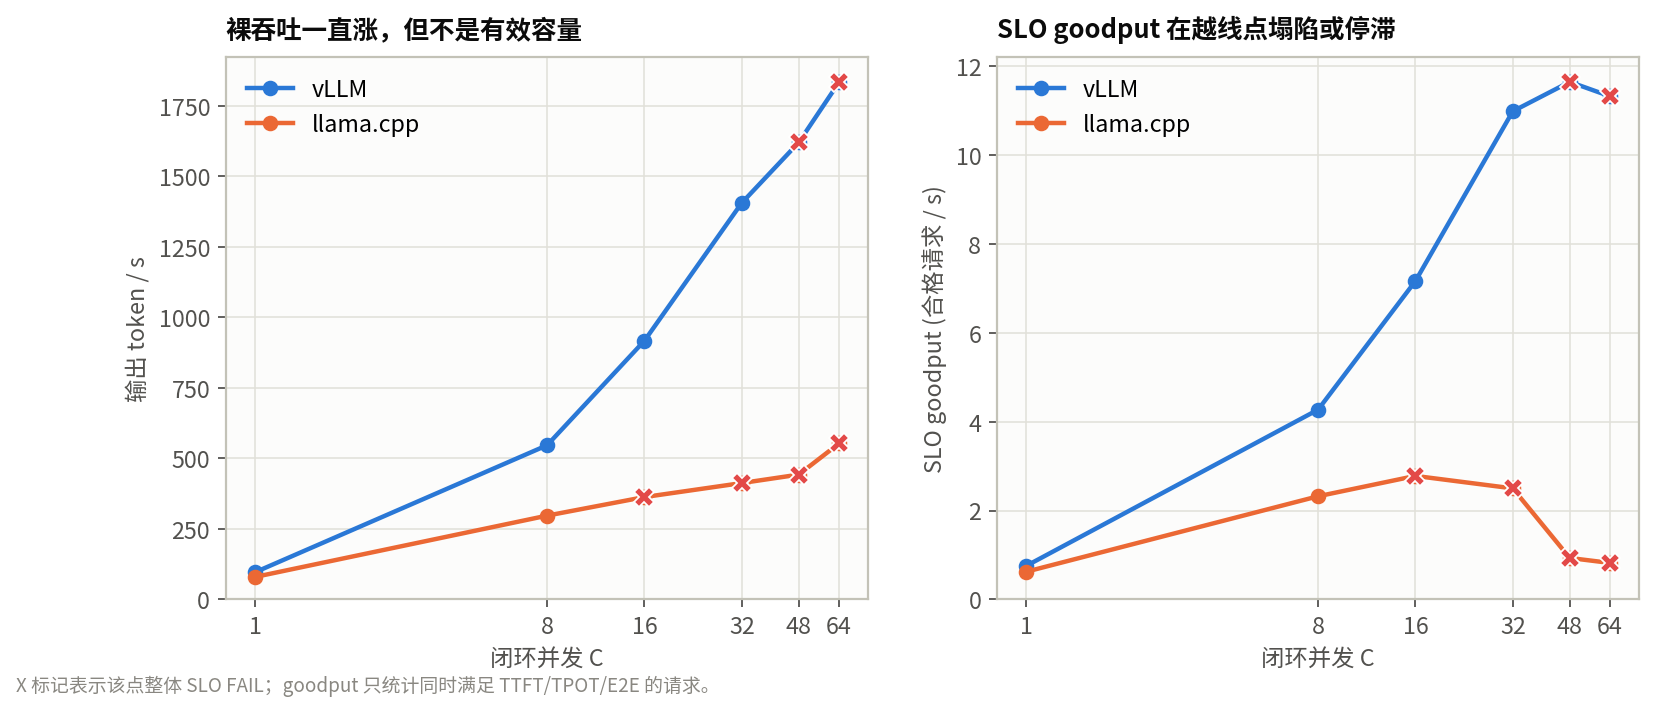 裸吞吐一直涨，但不是有效容量
vLLM
llama.cpp
输出 token / s
1750
1500
1250
1000
750
500
250
0
1
8
16
32
48
64
闭环并发 C
SLO goodput 在越线点塌陷或停滞
vLLM
llama.cpp
SLO goodput (合格请求 / s)
12
10
8
6
4
2
0
1
8
16
32
48
64
闭环并发 C
X 标记表示该点整体 SLO FAIL；goodput 只统计同时满足 TTFT/TPOT/E2E 的请求。